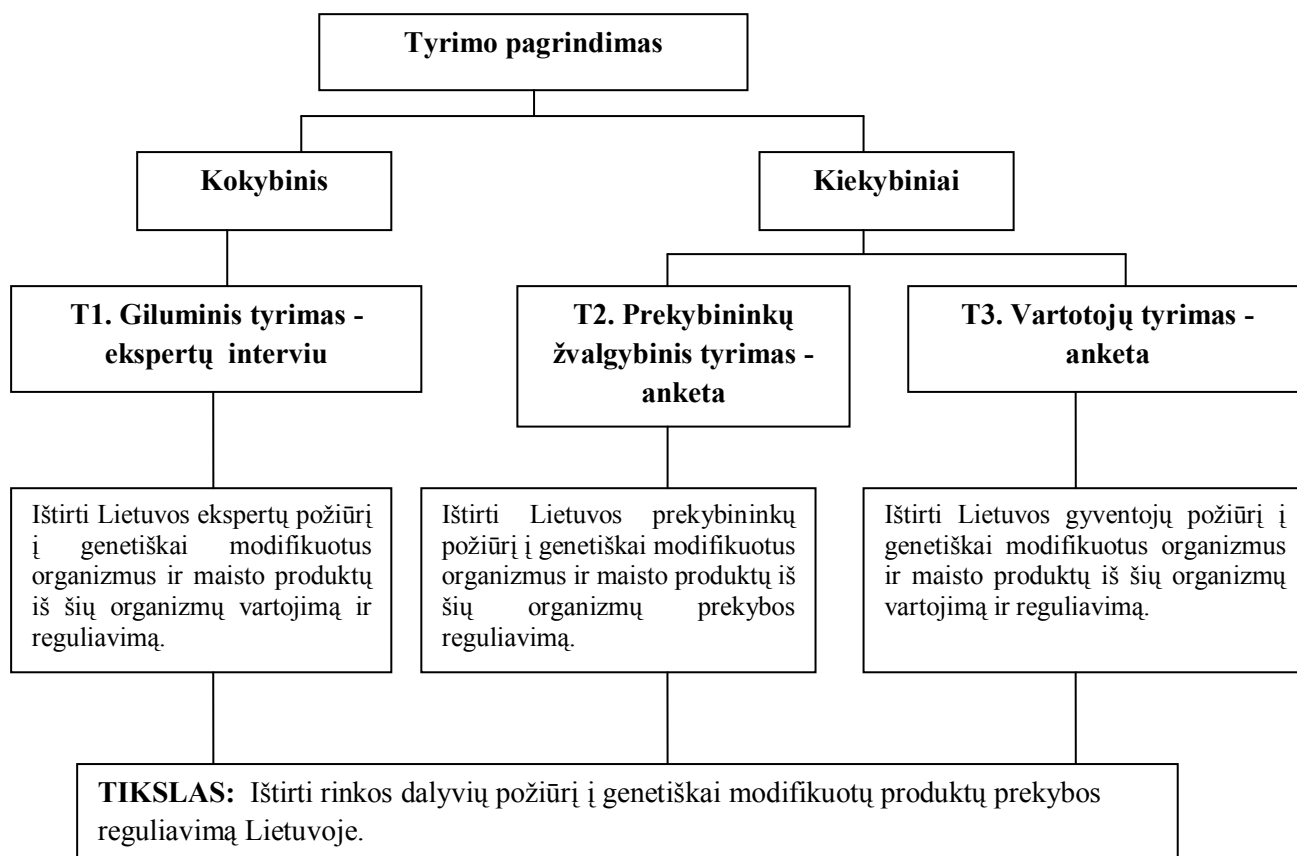 Tyrimo pagrindimas
Kokybinis
Kiekybiniai
T1. Giluminis tyrimas -
ekspertų interviu
T2. Prekybininkų
žvalgybinis tyrimas -
anketa
T3. Vartotojų tyrimas -
anketa
Ištirti Lietuvos ekspertų požiūrį
į genetiškai modifikuotus
organizmus ir maisto produktų
iš šių organizmų vartojimą ir
reguliavimą.
Ištirti Lietuvos prekybininkų
požiūrį į genetiškai modifikuotus
organizmus ir maisto produktų iš
šių organizmų prekybos
reguliavimą.
Ištirti Lietuvos gyventojų požiūrį į
genetiškai modifikuotus organizmus
ir maisto produktų iš šių organizmų
vartojimą ir reguliavimą.
TIKSLAS: Ištirti rinkos dalyvių požiūrį į genetiškai modifikuotų produktų prekybos
reguliavimą Lietuvoje.